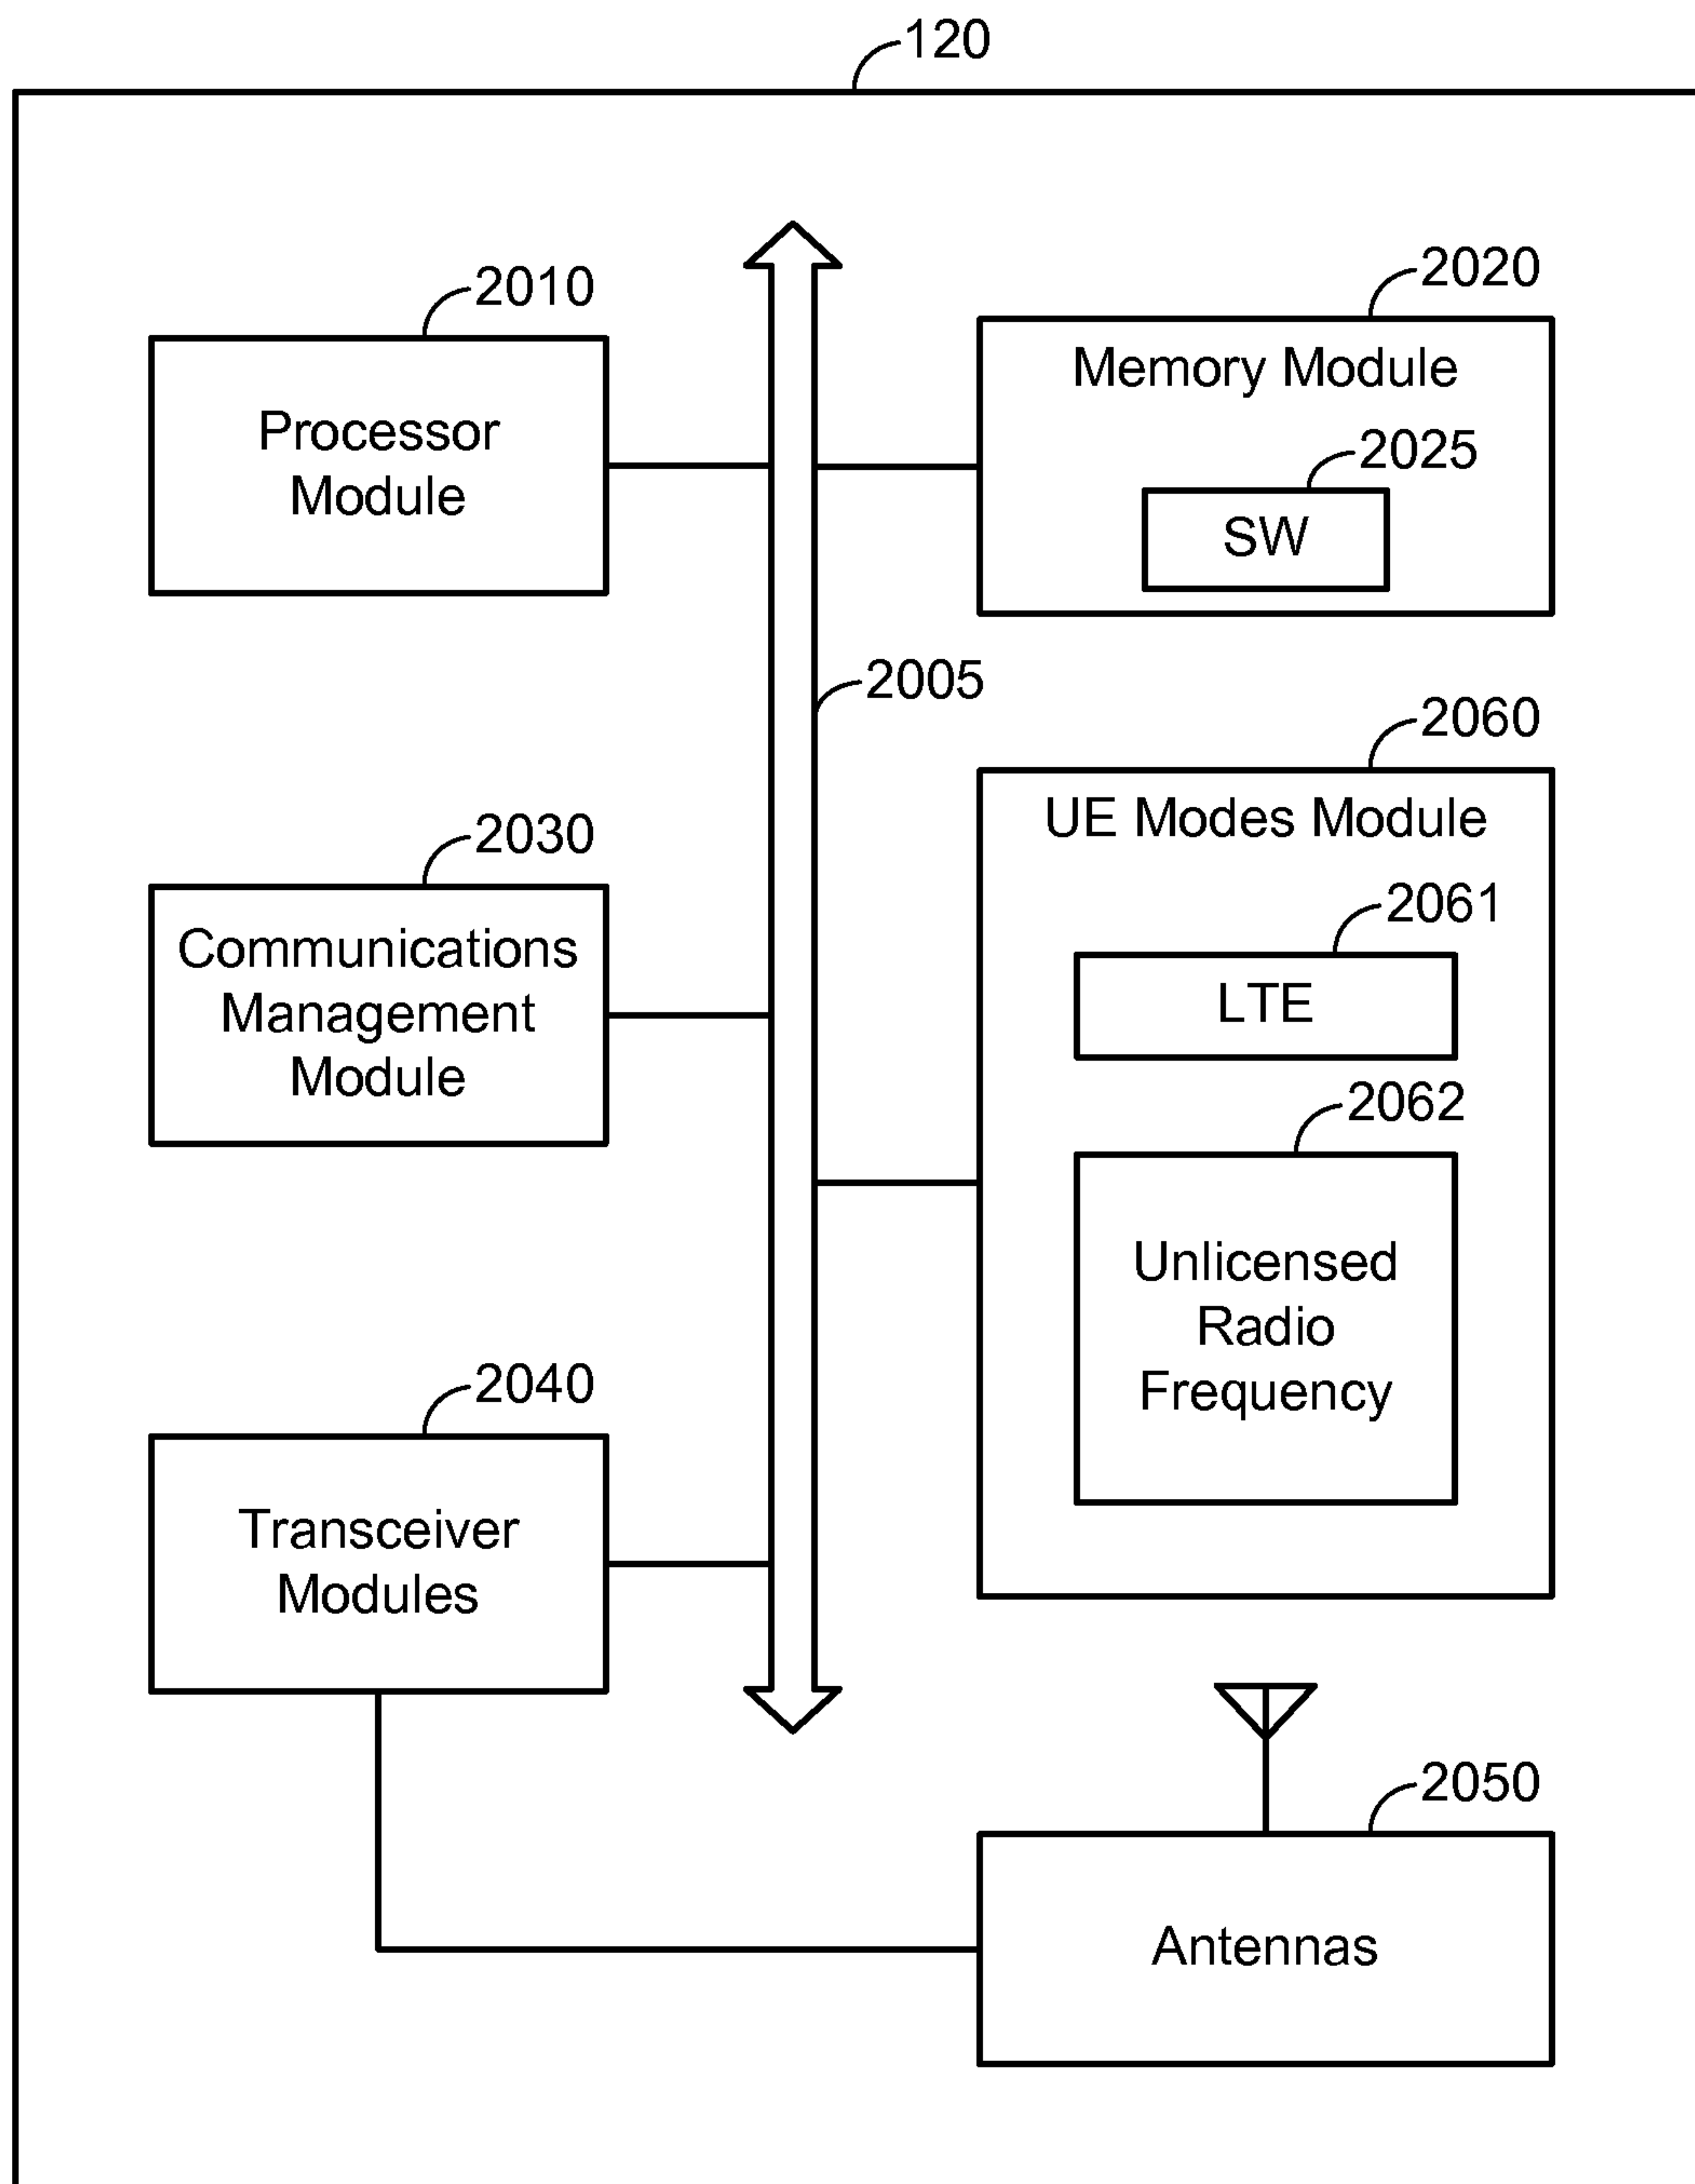 120
2010
Processor
Module
2020
Memory Module
2025
SW
2005
2030
Communications
Management
Module
2060
UE Modes Module
2061
LTE
2062
Unlicensed
Radio
Frequency
2040
Transceiver
Modules
2050
Antennas